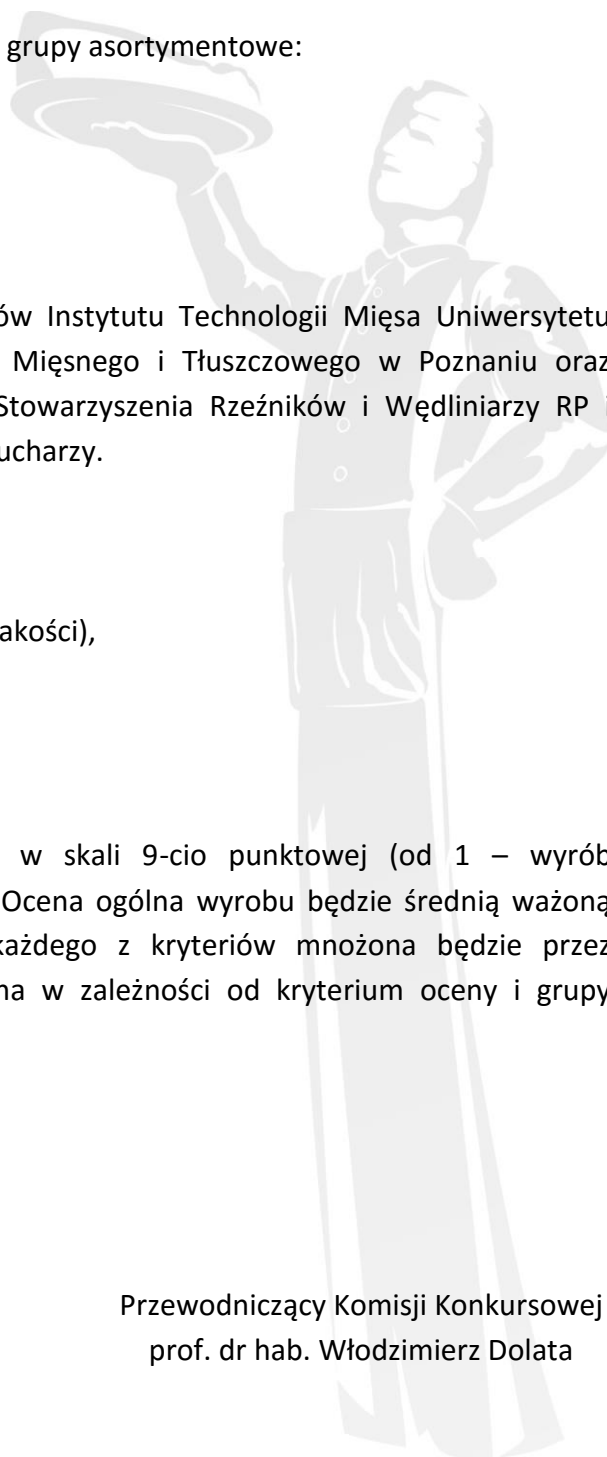 grupy asortymentowe:
ów Instytutu Technologii Mięsa Uniwersytetu
Mięsnego i Tłuszczowego w Poznaniu oraz
Stowarzyszenia Rzeźników i Wędliniarzy RP i
ucharzy.
akości),
w skali 9-cio punktowej (od 1 – wyrób
Ocena ogólna wyrobu będzie średnią ważoną
każdego z kryteriów mnożona będzie przez
na w zależności od kryterium oceny i grupy
Przewodniczący Komisji Konkursowej
prof. dr hab. Włodzimierz Dolata